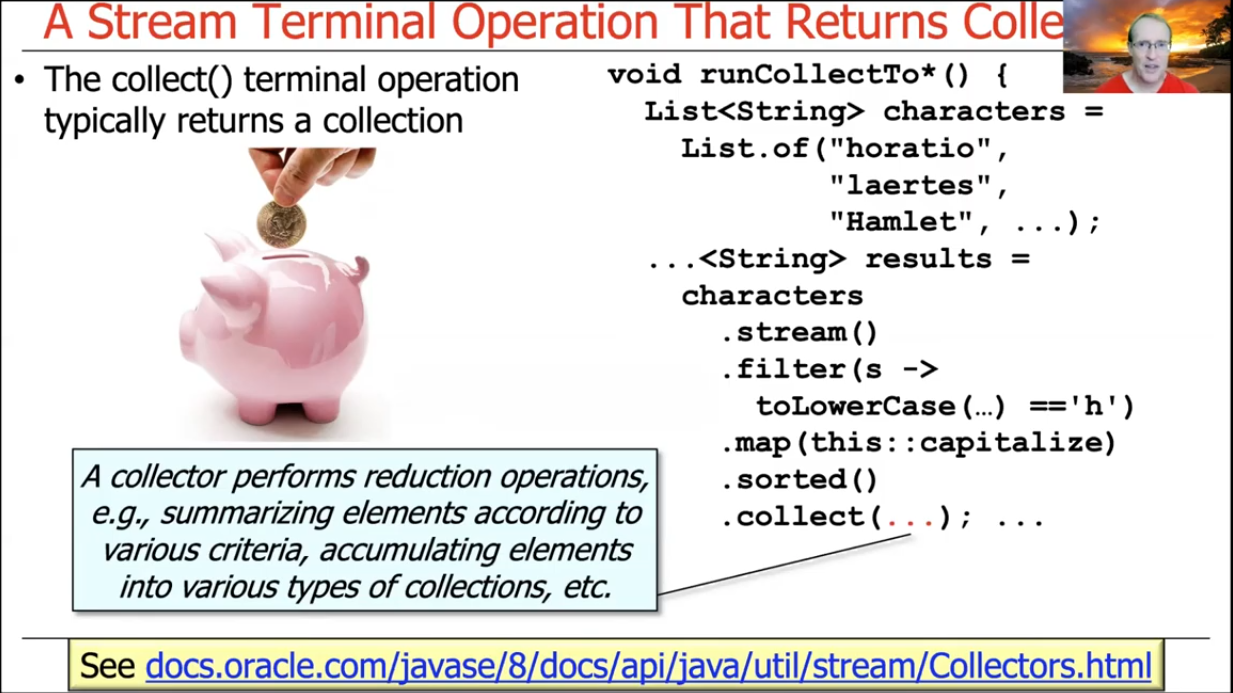 A Stream Terminal Operation That Returns Colle
• The collect() terminal operation
typically returns a collection
void runCollectTo*() {
List<String> characters =
List.of("horatio",
"laertes",
"Hamlet", ...);
...<String> results =
characters
.stream()
.filter(s ->
toLowerCase(…) =='h')
.map(this::capitalize)
.sorted()
.collect(...); ...
A collector performs reduction operations,
e.g., summarizing elements according to
various criteria, accumulating elements
into various types of collections, etc.
See docs.oracle.com/javase/8/docs/api/java/util/stream/Collectors.html